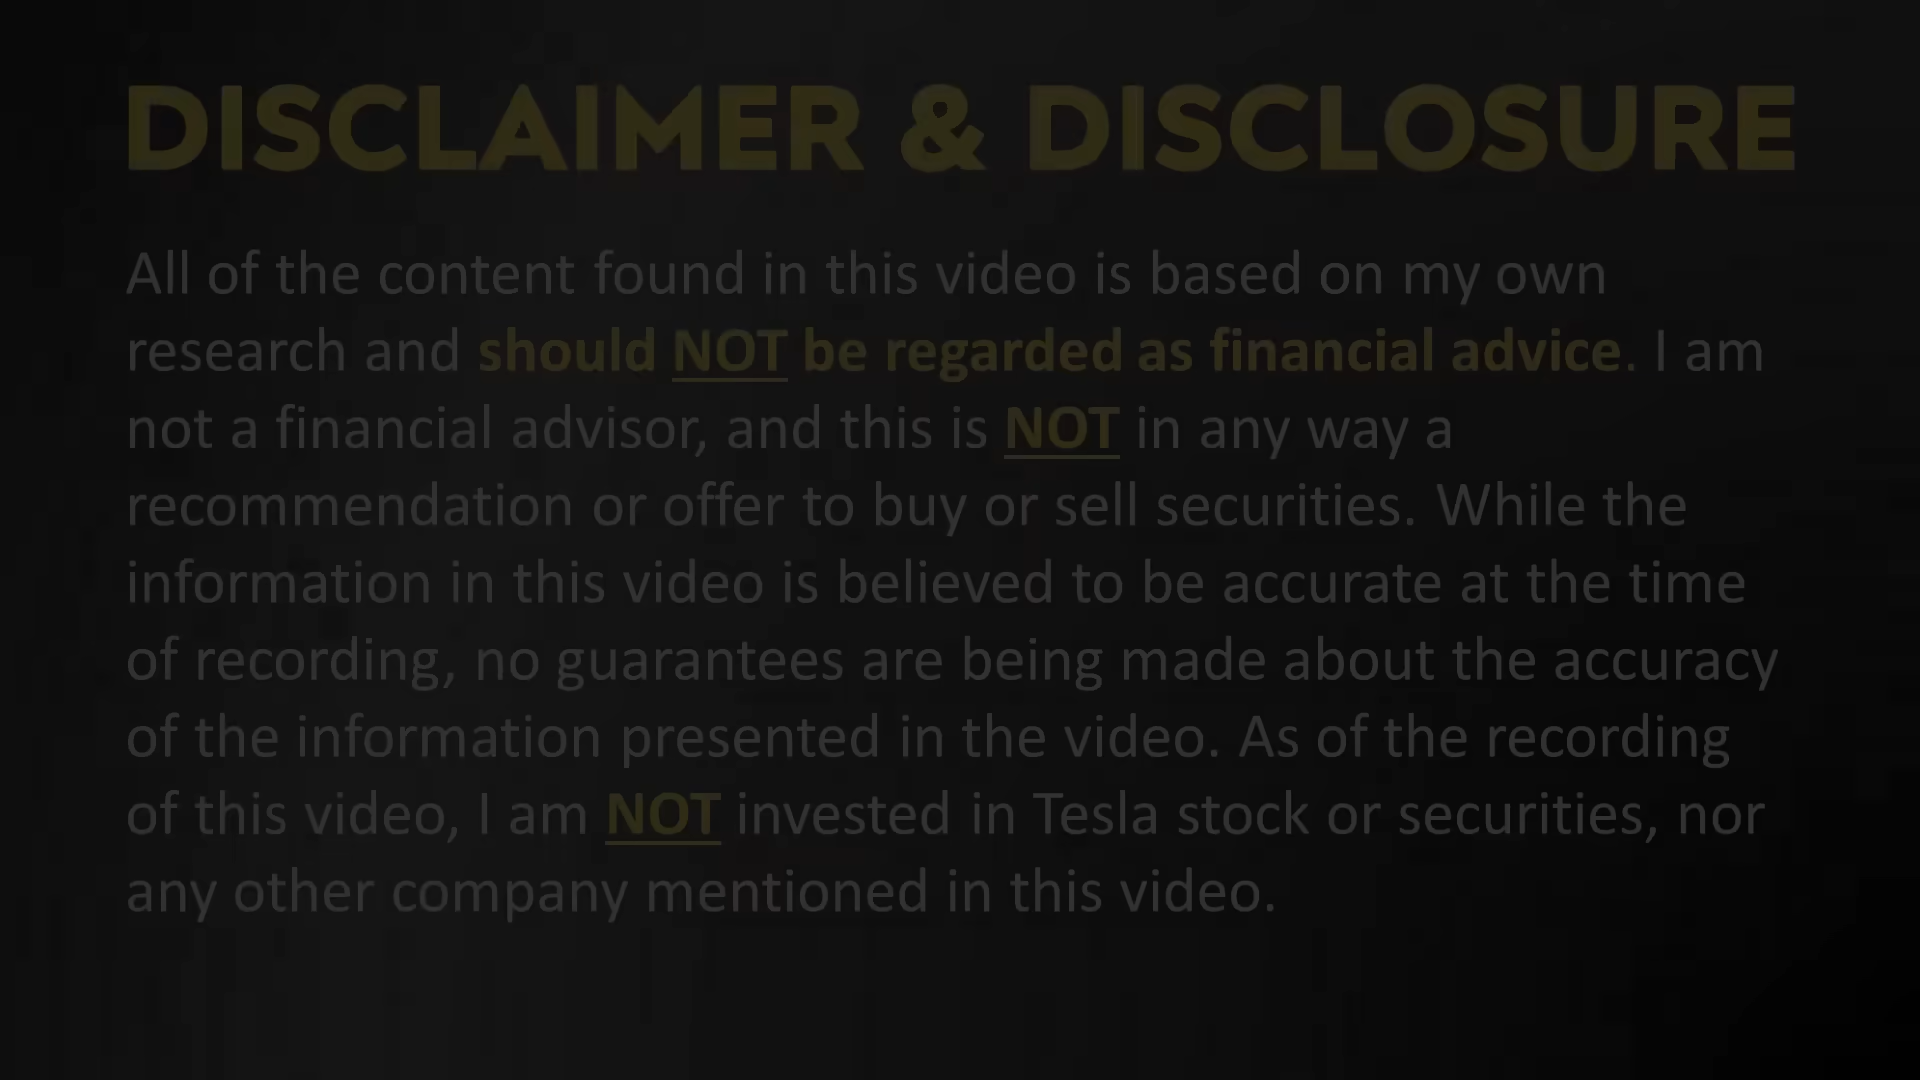 DISCLAIMER & DISCLOSURE
All of the content found in this video is based on my own
research and should NOT be regarded as financial advice. I am
not a financial advisor, and this is NOT in any way a
recommendation or offer to buy or sell securities. While the
information in this video is believed to be accurate at the time
of recording, no guarantees are being made about the accuracy
of the information presented in the video. As of the recording
of this video, I am NOT invested in Tesla stock or securities, nor
any other company mentioned in this video.